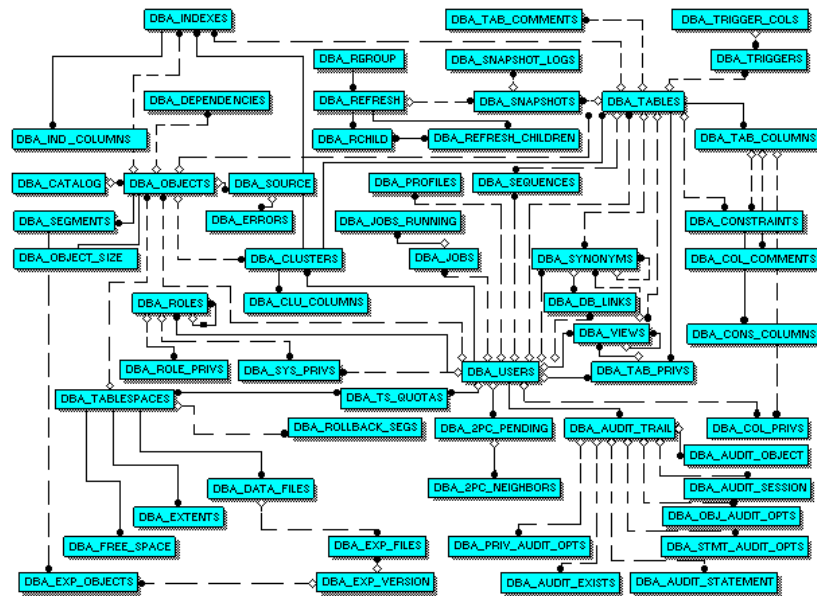 DBA_INDEXES
DBA_TAB_COMMENTS
DBA_TRIGGER_COLS
DBA_RGROUP
DBA_SNAPSHOT_LOGS
DBA_TRIGGERS
DBA_DEPENDENCIES
DBA_REFRESH
DBA_SNAPSHOTS
DBA_TABLES
DBA_IND_COLUMNS
DBA_RCHILD
DBA_REFRESH_CHILDREN
DBA_TAB_COLUMNS
DBA_CATALOG
DBA_OBJECTS
DBA_SOURCE
DBA_PROFILES
DBA_SEQUENCES
DBA_SEGMENTS
DBA_ERRORS
DBA_JOBS_RUNNING
DBA_CONSTRAINTS
DBA_OBJECT_SIZE
DBA_CLUSTERS
DBA_JOBS
DBA_SYNONYMS
DBA_COL_COMMENTS
DBA_ROLES
DBA_CLU_COLUMNS
DBA_DB_LINKS
DBA_VIEWS
DBA_CONS_COLUMNS
DBA_ROLE_PRIVS
DBA_SYS_PRIVS
DBA_USERS
DBA_TAB_PRIVS
DBA_TABLESPACES
DBA_TS_QUOTAS
DBA_ROLLBACK_SEGS
DBA_2PC_PENDING
DBA_AUDIT_TRAIL
DBA_COL_PRIVS
DBA_AUDIT_OBJECT
DBA_DATA_FILES
DBA_2PC_NEIGHBORS
DBA_AUDIT_SESSION
DBA_EXTENTS
DBA_OBJ_AUDIT_OPTS
DBA_FREE_SPACE
DBA_EXP_FILES
DBA_PRIV_AUDIT_OPTS
DBA_STMT_AUDIT_OPTS
DBA_EXP_OBJECTS
DBA_EXP_VERSION
DBA_AUDIT_EXISTS
DBA_AUDIT_STATEMENT